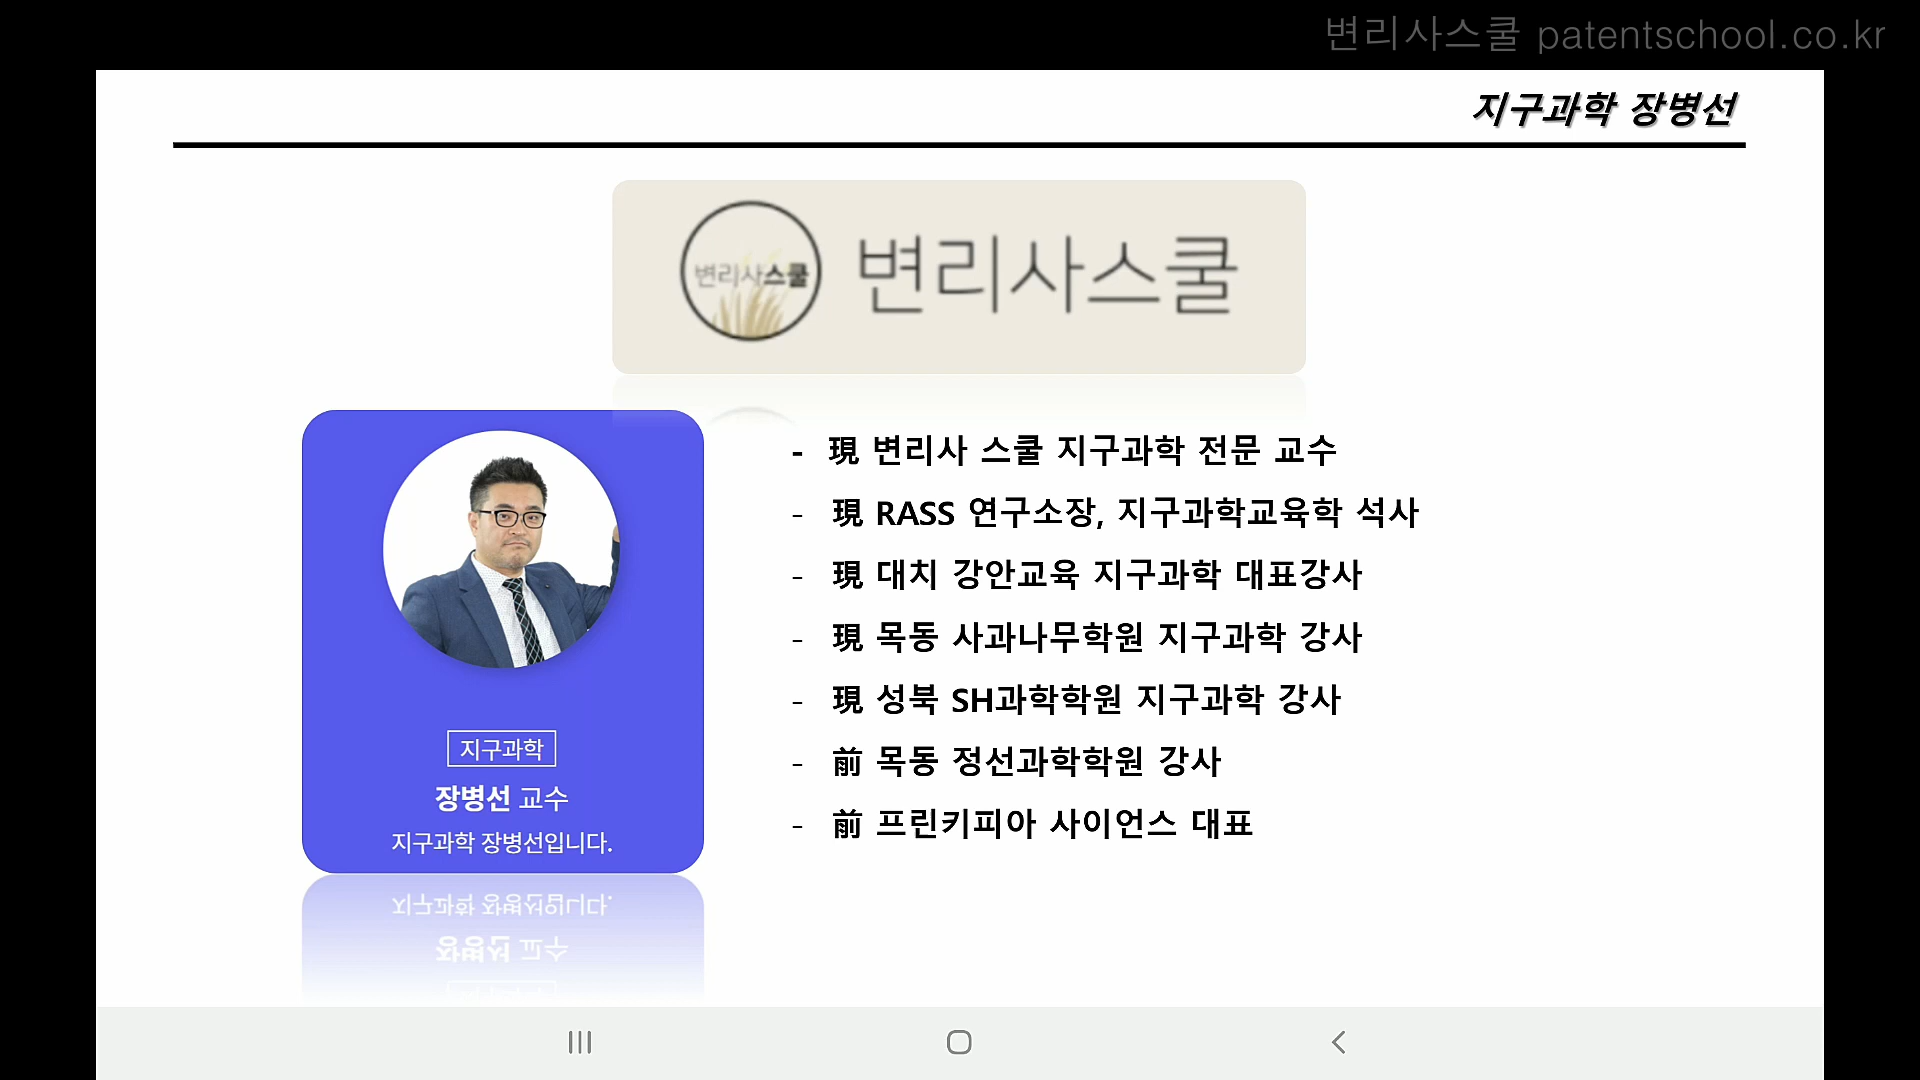 변리사스쿨 patentschool.co.kr
지구과학 장병선
변리사스쿨
변리사스쿨
- 現 변리사 스쿨 지구과학 전문 교수
- 現 RASS 연구소장, 지구과학교육학 석사
- 現 대치 강안교육 지구과학 대표강사
- 現 목동 사과나무학원 지구과학 강사
- 現 성북 SH과학학원 지구과학 강사
- 前 목동 정선과학학원 강사
- 前 프린키피아 사이언스 대표
지구과학
장병선 교수
지구과학 장병선입니다.